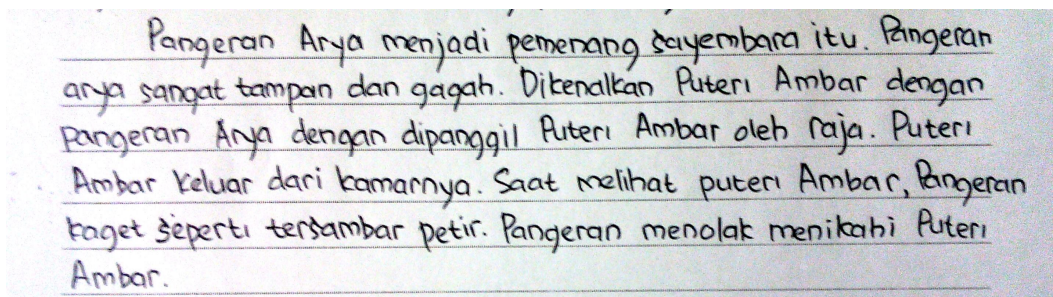 Pangeran Arya menjadi pemenang sayembara itu. Pangeran
arya sangat tampan dan gagah. Dikenalkan Puteri Ambar dengan
pangeran Arya dengan dipanggil Puteri Ambar oleh raja. Puteri
Ambar keluar dari kamarnya. Saat melihat puteri Ambar, Pangeran
kaget seperti tersambar petir. Pangeran menolak menikahi Puteri
Ambar.